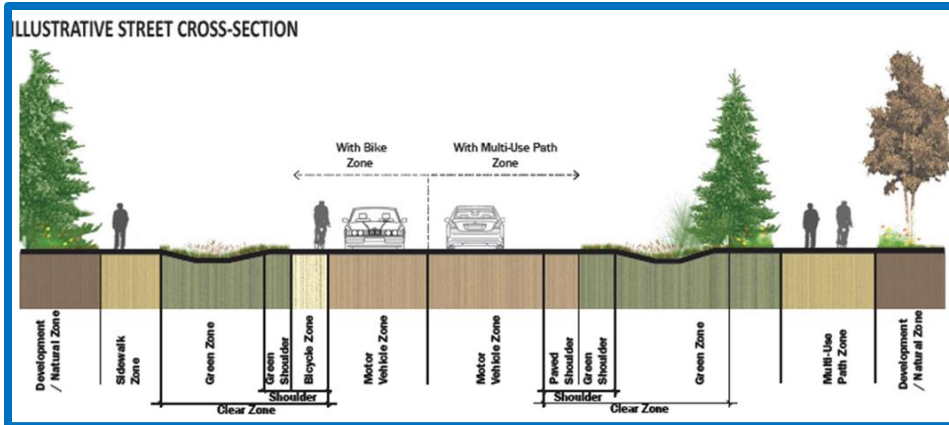 ILLUSTRATIVE STREET CROSS-SECTION
With Bike
Zone
With Multi-Use Path
Zone
Development
/ Natural Zone
Sidewalk
Zone
Green Zone
Green
Shoulder
Bicycle Zone
Motor
Vehicle Zone
Motor
Vehicle Zone
Paved
Shoulder
Green
Shoulder
Green Zone
Multi-Use
Path Zone
Development
/ Natural Zone
Shoulder
Clear Zone
Shoulder
Clear Zone